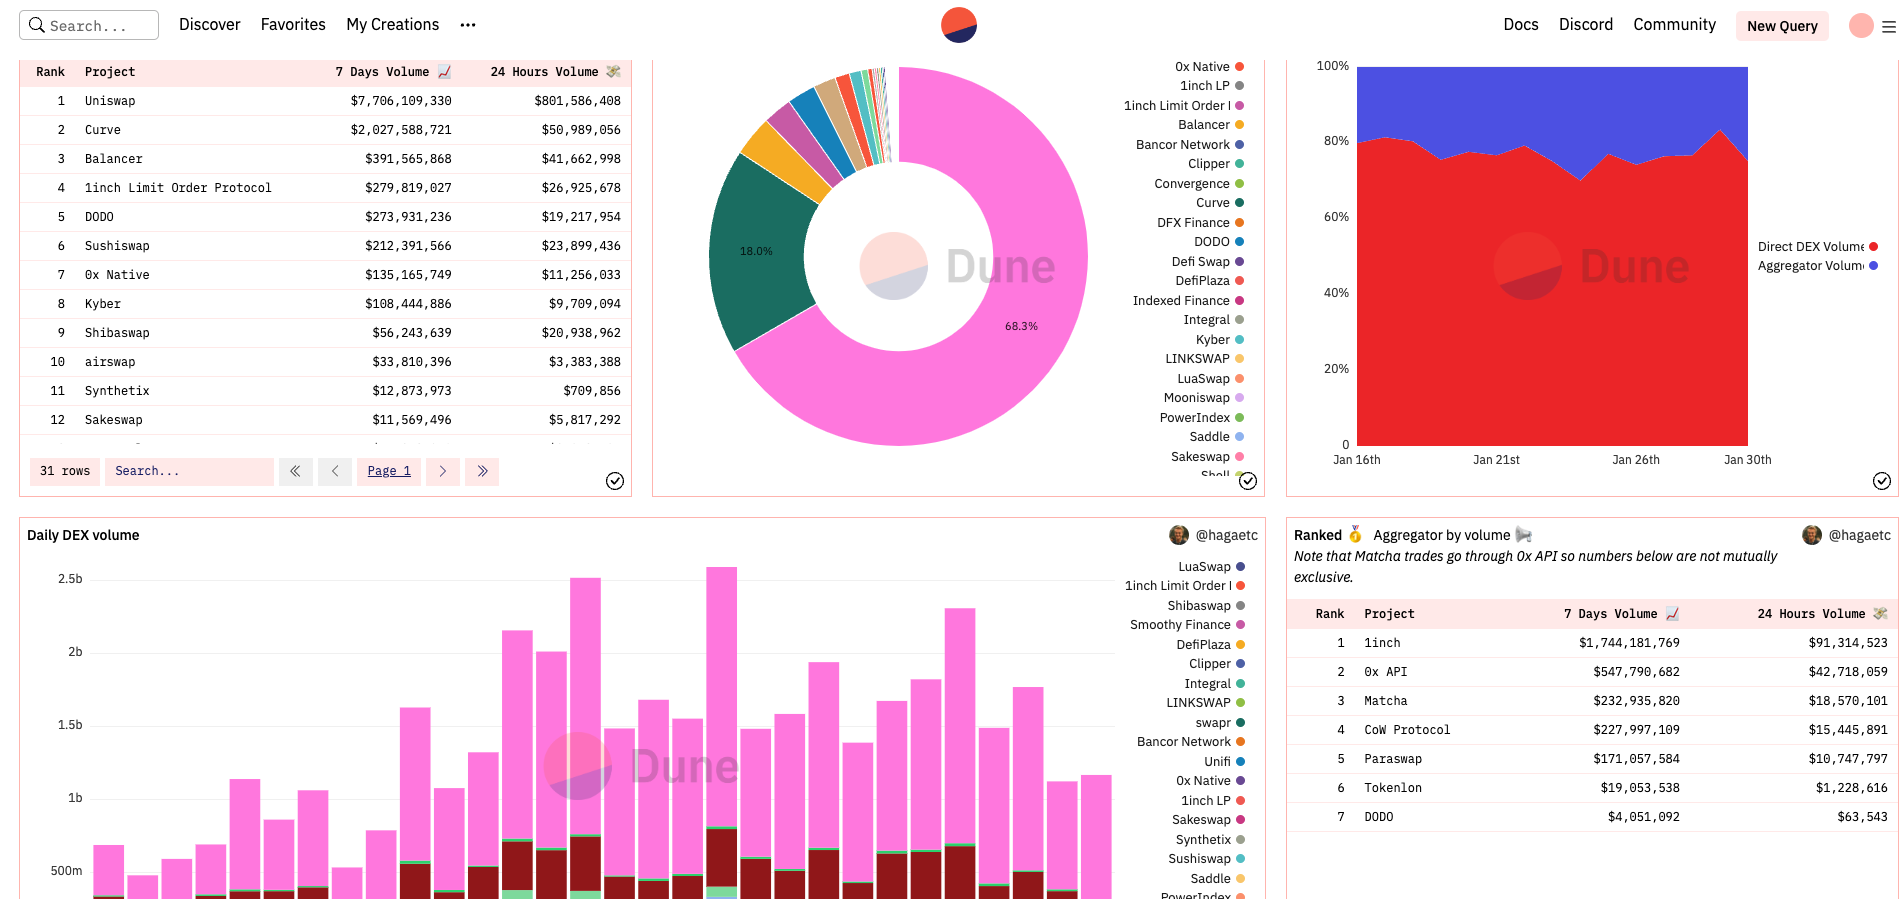 Search...
Discover
Favorites
My Creations
Docs
Discord
Community
New Query
Rank Project 7 Days Volume 📈 24 Hours Volume 💸
1 Uniswap $7,706,109,330 $801,586,408
2 Curve $2,027,588,721 $50,989,056
3 Balancer $391,565,868 $41,662,998
4 1inch Limit Order Protocol $279,819,027 $26,925,678
5 DODO $273,931,236 $19,217,954
6 Sushiswap $212,391,566 $23,899,436
7 0x Native $135,165,749 $11,256,033
8 Kyber $108,444,886 $9,709,094
9 Shibaswap $56,243,639 $20,938,962
10 airswap $33,810,396 $3,383,388
11 Synthetix $12,873,973 $709,856
12 Sakeswap $11,569,496 $5,817,292
31 rows
Search...
Page 1
18.0%
68.3%
Dune
0x Native
1inch LP
1inch Limit Order
Balancer
Bancor Network
Clipper
Convergence
Curve
DFX Finance
DODO
Defi Swap
DefiPlaza
Indexed Finance
Integral
Kyber
LINKSWAP
LuaSwap
Mooniswap
PowerIndex
Saddle
Sakeswap
Shell
100%
80%
60%
40%
20%
0
Jan 16th
Jan 21st
Jan 26th
Jan 30th
Dune
Direct DEX Volume
Aggregator Volum
Daily DEX volume
@hagaetc
2.5b
2b
1.5b
1b
500m
Dune
LuaSwap
1inch Limit Order
Shibaswap
Smoothy Finance
DefiPlaza
Clipper
Integral
LINKSWAP
swapr
Bancor Network
Unifi
0x Native
1inch LP
Sakeswap
Synthetix
Sushiswap
Saddle
PowerIndex
Ranked 🥇 Aggregator by volume 📢
@hagaetc
Note that Matcha trades go through 0x API so numbers below are not mutually
exclusive.
Rank Project 7 Days Volume 📈 24 Hours Volume 💸
1 1inch $1,744,181,769 $91,314,523
2 0x API $547,790,682 $42,718,059
3 Matcha $232,935,820 $18,570,101
4 CoW Protocol $227,997,109 $15,445,891
5 Paraswap $171,057,584 $10,747,797
6 Tokenlon $19,053,538 $1,228,616
7 DODO $4,051,092 $63,543